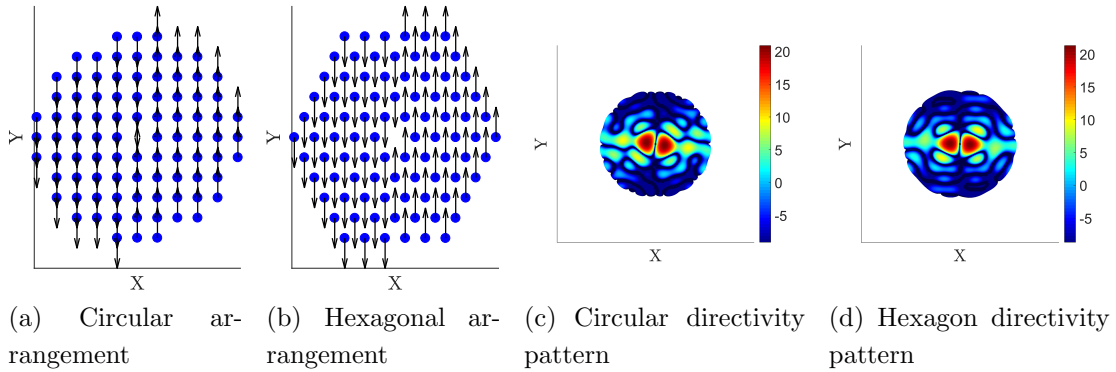 Y
X
Y
X
Y
X
20
15
10
5
0
-5
Y
X
20
15
10
5
0
-5
(a) Circular ar-
rangement
(b) Hexagonal ar-
rangement
(c) Circular directivity
pattern
(d) Hexagon directivity
pattern